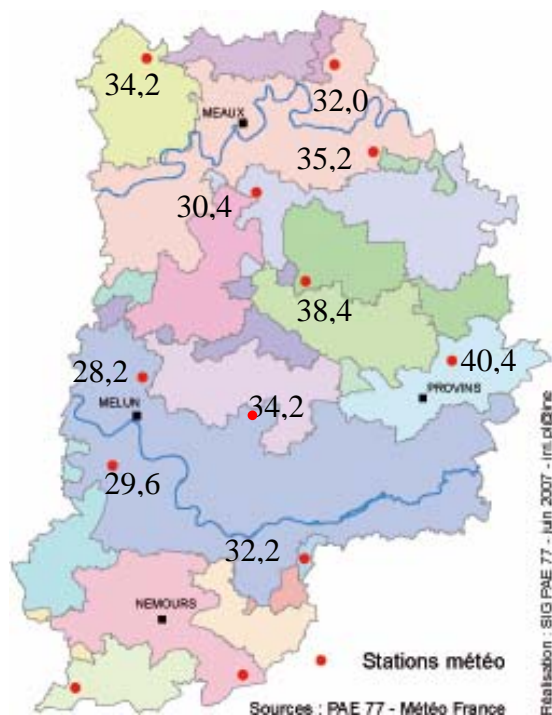 34,2
32,0
MEAUX
35,2
30,4
38,4
40,4
28,2
PROVINS
34,2
MELUN
29,6
32,2
NEMOURS
Stations météo
Sources : PAE 77 - Météo France
Réalisation : SIG PAE 77 - juin 2007 -